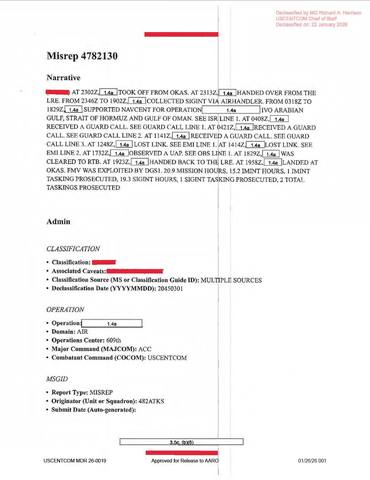 Declassified by MG Richard A. Harrison
USCENTCOM Chief of Staff
Declassified on: 22 January 2026
Misrep 4782130
Narrative
AT 2302Z, 1.4a TOOK OFF FROM OKAS. AT 2313Z, 1.4a HANDED OVER FROM THE
LRE. FROM 2346Z TO 1902Z, 1.4a COLLECTED SIGINT VIA AIRHANDLER. FROM 0318Z TO
1829Z, 1.4a SUPPORTED NAVCENT FOR OPERATION 1.4a IVO ARABIAN
GULF, STRAIT OF HORMUZ AND GULF OF OMAN. SEE ISR LINE 1. AT 0408Z, 1.4a
RECEIVED A GUARD CALL. SEE GUARD CALL LINE 1. AT 0421Z, 1.4a RECEIVED A GUARD
CALL. SEE GUARD CALL LINE 2. AT 1141Z, 1.4a RECEIVED A GUARD CALL. SEE GUARD
CALL LINE 3. AT 1248Z, 1.4a LOST LINK. SEE EMI LINE 1. AT 1414Z, 1.4a LOST LINK. SEE
EMI LINE 2. AT 1732Z, 1.4a OBSERVED A UAP. SEE OBS LINE 1. AT 1829Z, 1.4a WAS
CLEARED TO RTB. AT 1923Z, 1.4a HANDED BACK TO THE LRE. AT 1958Z, 1.4a LANDED AT
OKAS. FMV WAS EXPLOITED BY DGS1. 20.9 MISSION HOURS, 15.2 IMINT HOURS, 1 IMINT
TASKING PROSECUTED, 19.3 SIGINT HOURS, 1 SIGINT TASKING PROSECUTED, 2 TOTAL
TASKINGS PROSECUTED
Admin
CLASSIFICATION
• Classification:
• Associated Caveats:
• Classification Source (MS or Classification Guide ID): MULTIPLE SOURCES
• Declassification Date (YYYYMMDD): 20450301
OPERATION
• Operation: 1.4a
• Domain: AIR
• Operations Center: 609th
• Major Command (MAJCOM): ACC
• Combatant Command (COCOM): USCENTCOM
MSGID
• Report Type: MISREP
• Originator (Unit or Squadron): 482ATKS
• Submit Date (Auto-generated):
3.5c, (b)(6)
USCENTCOM MDR 26-0019 Approved for Release to AARO 01/26/26 001